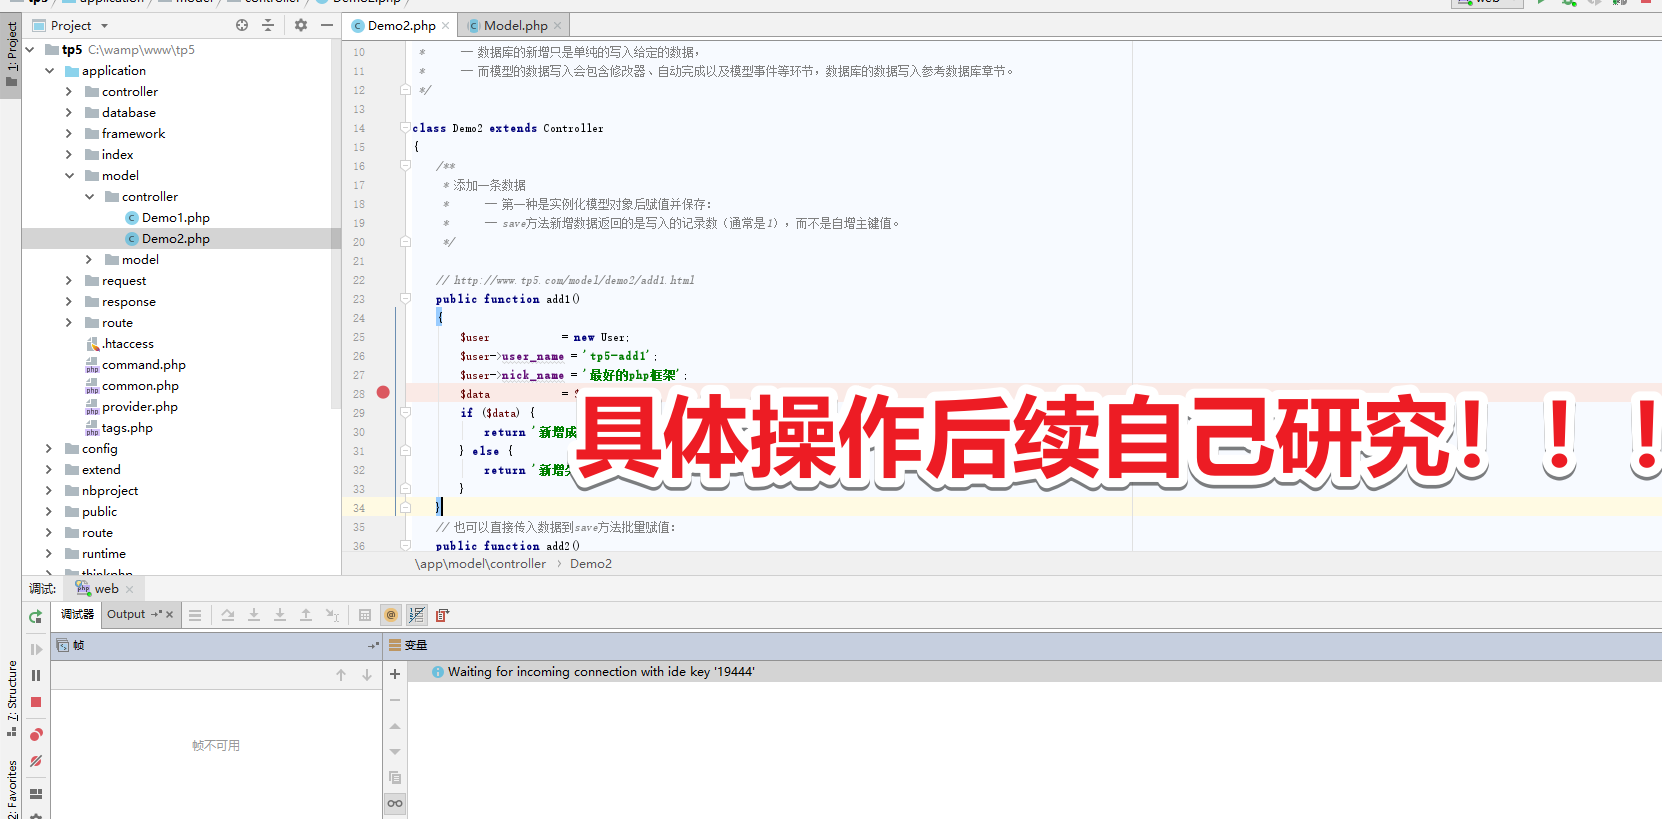 tp5 application model controller Demo2.php
web
Project
Demo2.php
Model.php
1: Project
tp5 C:\wamp\www\tp5
application
controller
database
framework
index
model
controller
Demo1.php
Demo2.php
model
request
response
route
.htaccess
command.php
common.php
provider.php
tags.php
config
extend
nbproject
public
route
runtime
thinkphp
10 * — 数据库的新增只是单纯的写入给定的数据，
11 * — 而模型的数据写入会包含修改器、自动完成以及模型事件等环节，数据库的数据写入参考数据库章节。
12 */
13
14 class Demo2 extends Controller
15 {
16 /**
17 * 添加一条数据
18 * — 第一种是实例化模型对象后赋值并保存：
19 * — save方法新增数据返回的是写入的记录数（通常是1），而不是自增主键值。
20 */
21
22 // http://www.tp5.com/model/demo2/add1.html
23 public function add1()
24 {
25 $user = new User;
26 $user->user_name = 'tp5-add1';
27 $user->nick_name = '最好的php框架';
28 $data = $
29 if ($data) {
30 return '新增成
31 } else {
32 return '新增
33 }
34 }
35 // 也可以直接传入数据到save方法批量赋值：
36 public function add2()
具体操作后续自己研究！！！
\app\model\controller › Demo2
调试: web
调试器 Output
帧
变量
Waiting for incoming connection with ide key '19444'
帧不可用
7: Structure
2: Favorites